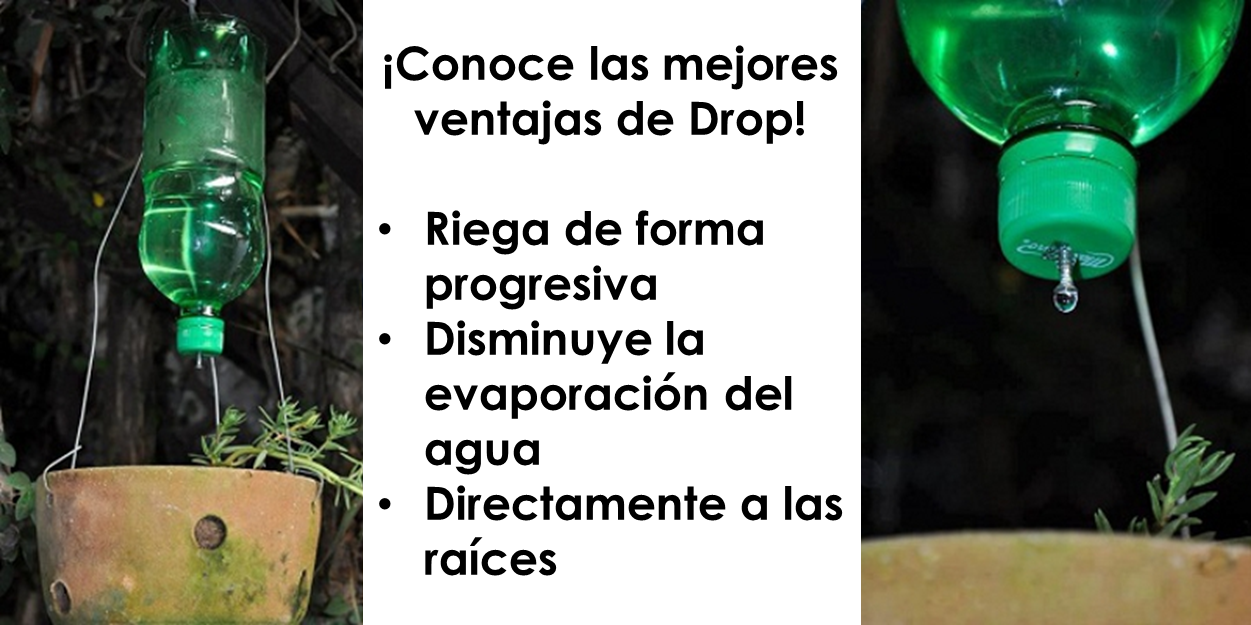 ¡Conoce las mejores
ventajas de Drop!
• Riega de forma
progresiva
• Disminuye la
evaporación del
agua
• Directamente a las
raíces